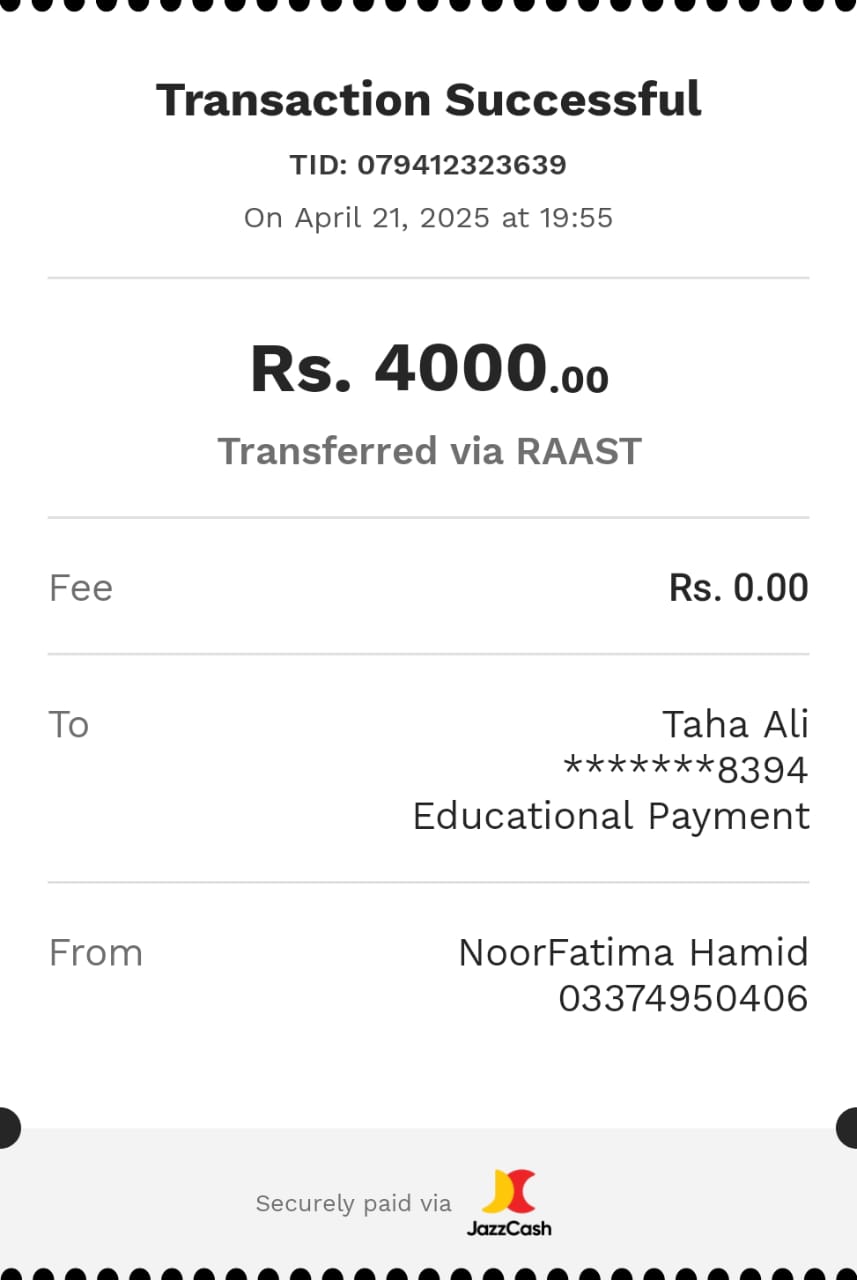 Transaction Successful
TID: 079412323639
On April 21, 2025 at 19:55
Rs. 4000.00
Transferred via RAAST
Fee Rs. 0.00
To Taha Ali
*******8394
Educational Payment
From NoorFatima Hamid
03374950406
Securely paid via JazzCash